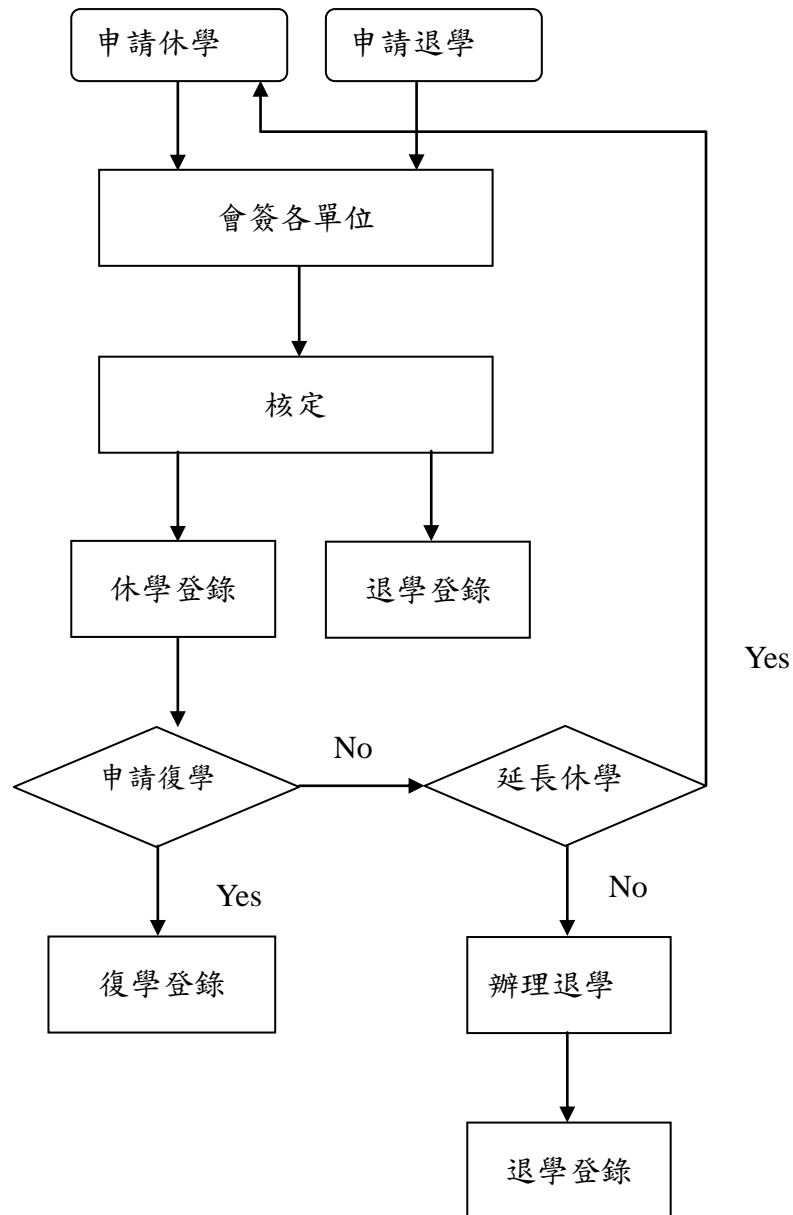 申請休學
申請退學
會簽各單位
核定
休學登錄
退學登錄
Yes
申請復學
No
延長休學
Yes
No
復學登錄
辦理退學
退學登錄